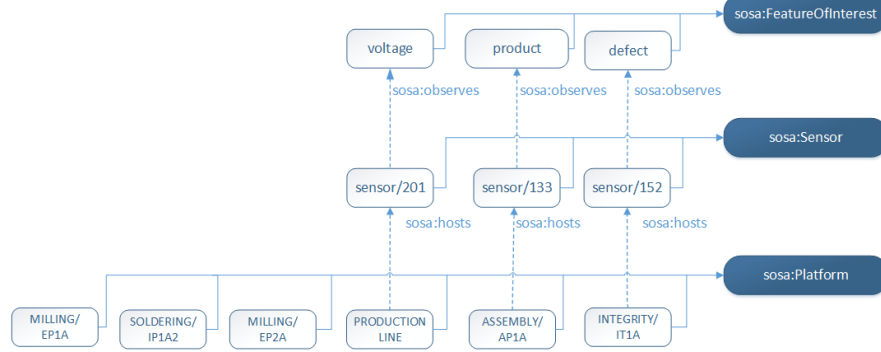 sosa:FeatureOfInterest
voltage
product
defect
sosa:observes
sosa:observes
sosa:observes
sosa:Sensor
sensor/201
sensor/133
sensor/152
sosa:hosts
sosa:hosts
sosa:hosts
sosa:Platform
MILLING/
EP1A
SOLDERING/
IP1A2
MILLING/
EP2A
PRODUCTION
LINE
ASSEMBLY/
AP1A
INTEGRITY/
IT1A